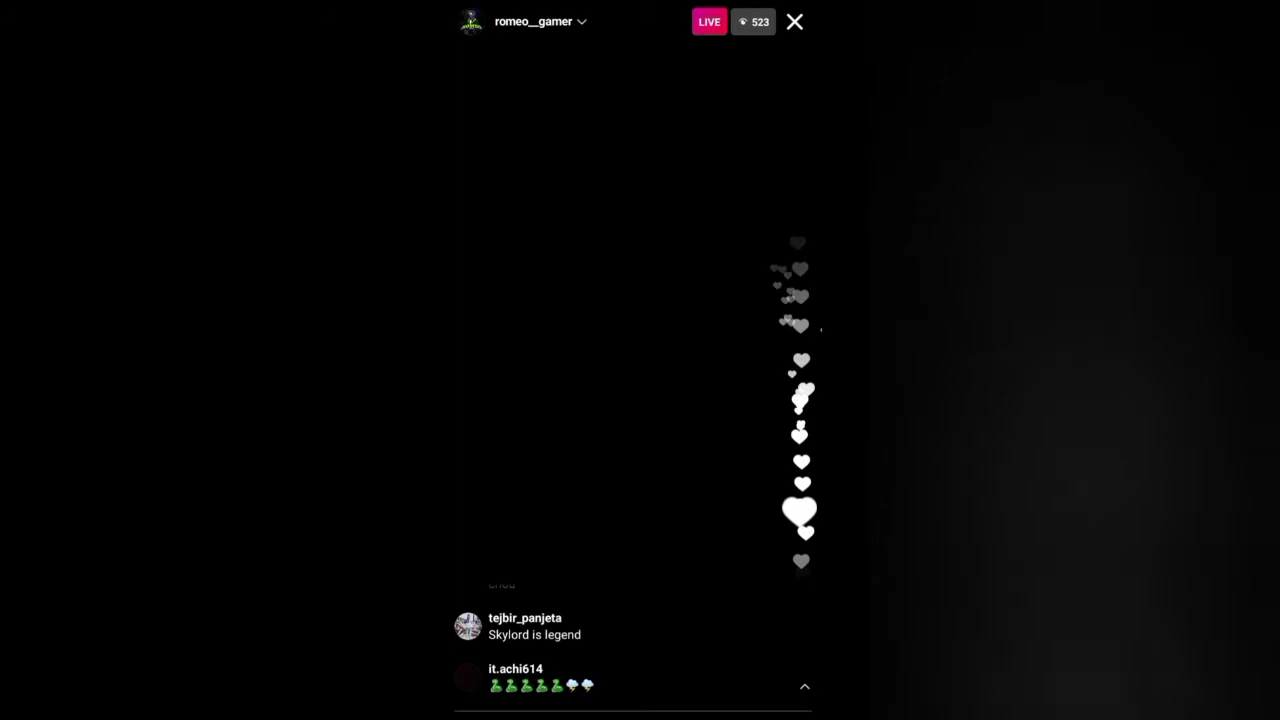 romeo__gamer
LIVE
523
tejbir_panjeta
Skylord is legend
it.achi614
🐍🐍🐍🐍🐍🌩️🌩️